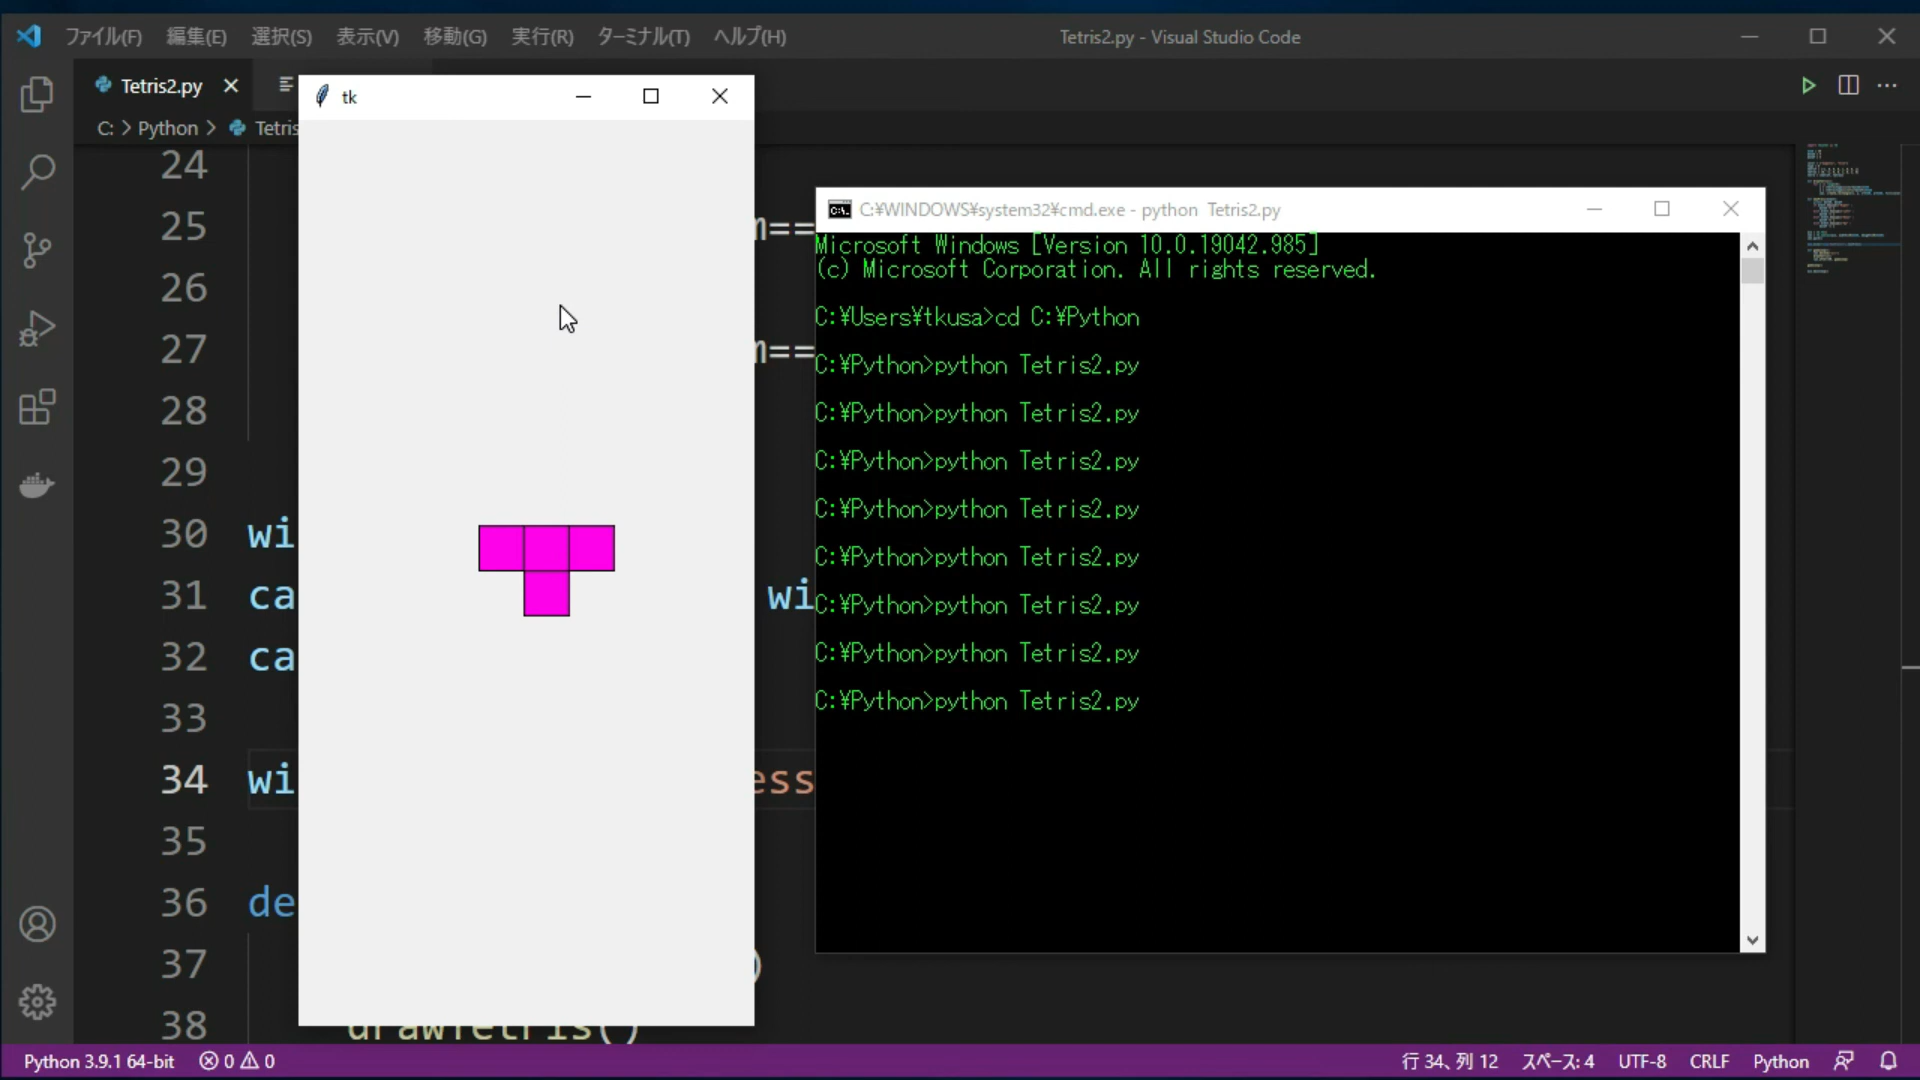 ファイル(F) 編集(E) 選択(S) 表示(V) 移動(G) 実行(R) ターミナル(T) ヘルプ(H) Tetris2.py - Visual Studio Code
Tetris2.py
C: > Python > Tetris
tk
24
25 m==
26
27 m==
28
29
30 wi
31 ca wi
32 ca
33
34 wi ess
35
36 de
37 )
38 drawTetris()
C:¥WINDOWS¥system32¥cmd.exe - python Tetris2.py
Microsoft Windows [Version 10.0.19042.985]
(c) Microsoft Corporation. All rights reserved.
C:¥Users¥tkusa>cd C:¥Python
C:¥Python>python Tetris2.py
C:¥Python>python Tetris2.py
C:¥Python>python Tetris2.py
C:¥Python>python Tetris2.py
C:¥Python>python Tetris2.py
C:¥Python>python Tetris2.py
C:¥Python>python Tetris2.py
C:¥Python>python Tetris2.py
Python 3.9.1 64-bit 0 0 行 34、列 12 スペース: 4 UTF-8 CRLF Python